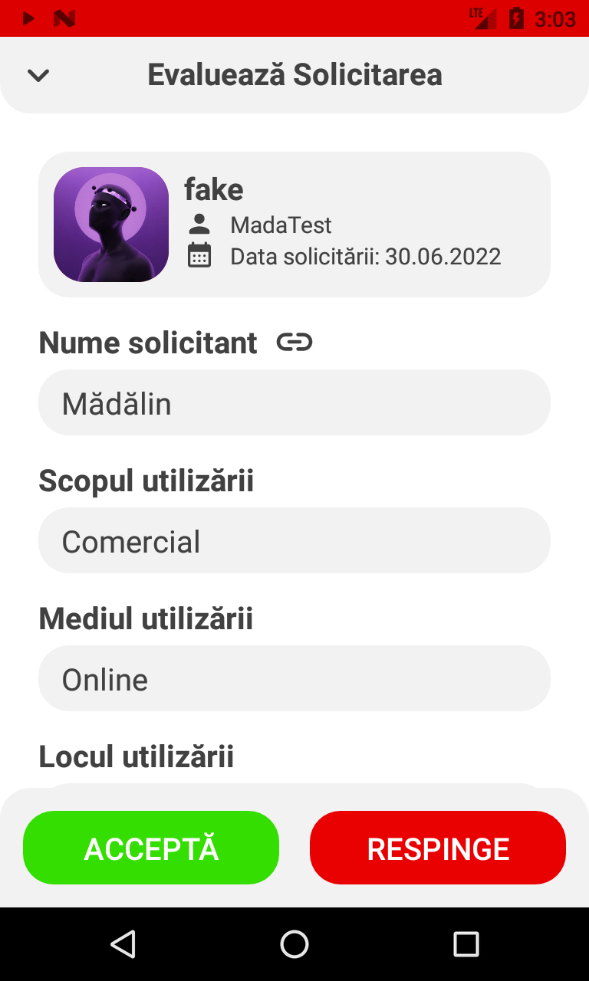 LTE 3:03
Evaluează Solicitarea
fake
MadaTest
Data solicitării: 30.06.2022
Nume solicitant
Mădălin
Scopul utilizării
Comercial
Mediul utilizării
Online
Locul utilizării
ACCEPTĂ RESPINGE